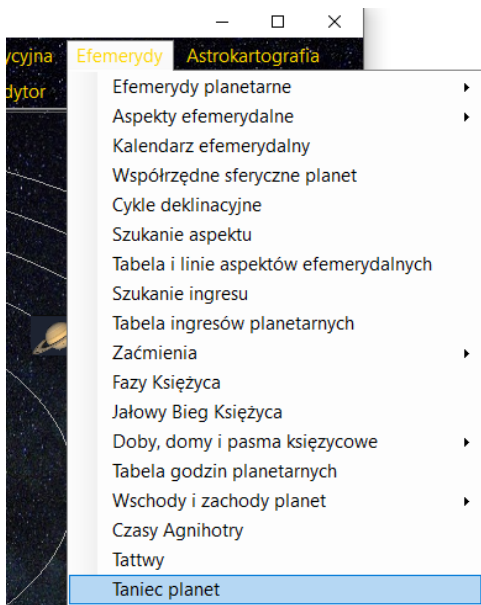 ycyjna Efemerydy Astrokartografia
dytor
Efemerydy planetarne
Aspekty efemerydalne
Kalendarz efemerydalny
Współrzędne sferyczne planet
Cykle deklinacyjne
Szukanie aspektu
Tabela i linie aspektów efemerydalnych
Szukanie ingresu
Tabela ingresów planetarnych
Zaćmienia
Fazy Księżyca
Jałowy Bieg Księżyca
Doby, domy i pasma księzycowe
Tabela godzin planetarnych
Wschody i zachody planet
Czasy Agnihotry
Tattwy
Taniec planet